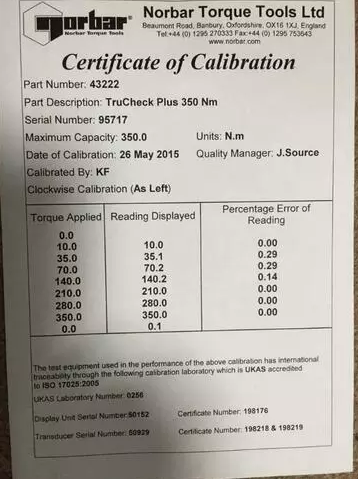 norbar®
Norbar Torque Tools
Norbar Torque Tools Ltd
Beaumont Road, Banbury, Oxfordshire, OX16 1XJ, England
Tel:+44 (0) 1295 270333 Fax:+44 (0) 1295 753643
www.norbar.com
Certificate of Calibration
Part Number: 43222
Part Description: TruCheck Plus 350 Nm
Serial Number: 95717
Maximum Capacity: 350.0 Units: N.m
Date of Calibration: 26 May 2015 Quality Manager: J.Source
Calibrated By: KF
Clockwise Calibration (As Left)
Torque Applied Reading Displayed Percentage Error of
Reading
0.0
10.0 10.0 0.00
35.0 35.1 0.29
70.0 70.2 0.29
140.0 140.2 0.14
210.0 210.0 0.00
280.0 280.0 0.00
350.0 350.0 0.00
0.0 0.1
The test equipment used in the performance of the above calibration has international
traceability through the following calibration laboratory which is UKAS accredited
to ISO 17025:2005
UKAS Laboratory Number: 0256
Display Unit Serial Number:50152 Certificate Number: 198176
Transducer Serial Number: 50929 Certificate Number: 198218 & 198219